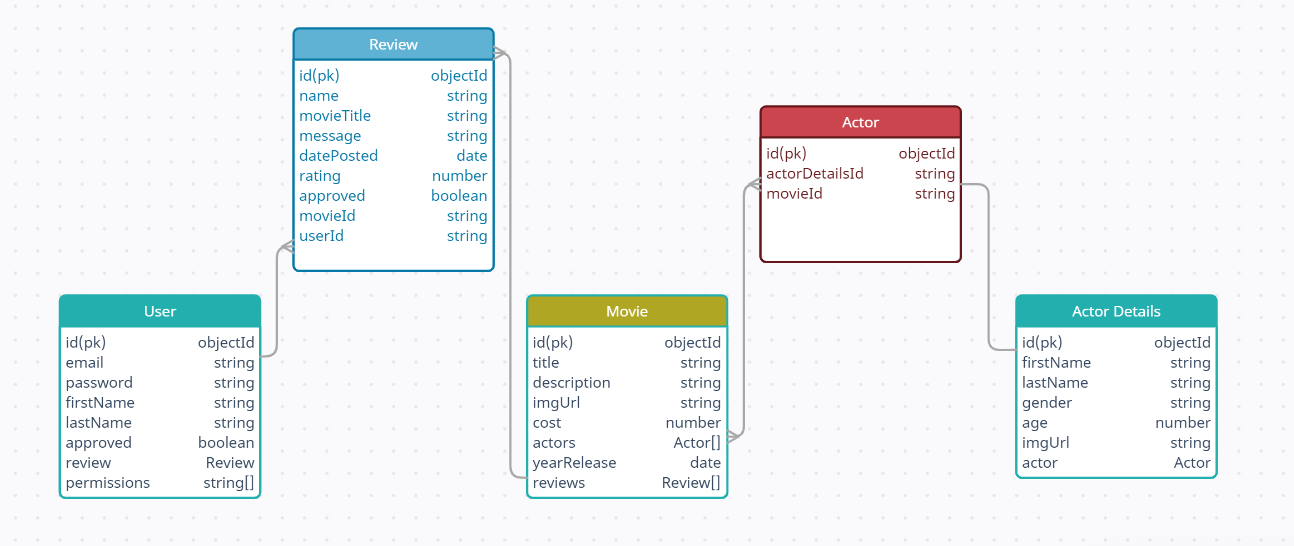 Review
id(pk) objectId
name string
movieTitle string
message string
datePosted date
rating number
approved boolean
movieId string
userId string
Actor
id(pk) objectId
actorDetailsId string
movieId string
User
id(pk) objectId
email string
password string
firstName string
lastName string
approved boolean
review Review
permissions string[]
Movie
id(pk) objectId
title string
description string
imgUrl string
cost number
actors Actor[]
yearRelease date
reviews Review[]
Actor Details
id(pk) objectId
firstName string
lastName string
gender string
age number
imgUrl string
actor Actor